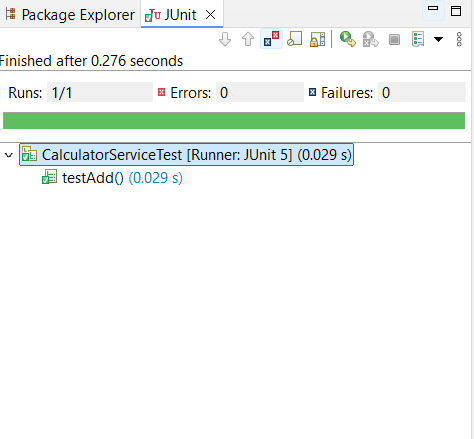 Package Explorer JUnit
Finished after 0.276 seconds
Runs: 1/1 Errors: 0 Failures: 0
CalculatorServiceTest [Runner: JUnit 5] (0.029 s)
testAdd() (0.029 s)